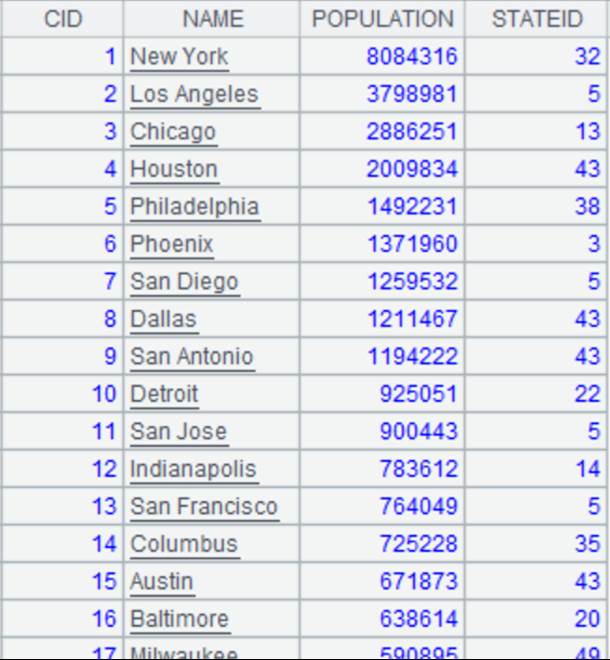 CID NAME POPULATION STATEID
1 New York 8084316 32
2 Los Angeles 3798981 5
3 Chicago 2886251 13
4 Houston 2009834 43
5 Philadelphia 1492231 38
6 Phoenix 1371960 3
7 San Diego 1259532 5
8 Dallas 1211467 43
9 San Antonio 1194222 43
10 Detroit 925051 22
11 San Jose 900443 5
12 Indianapolis 783612 14
13 San Francisco 764049 5
14 Columbus 725228 35
15 Austin 671873 43
16 Baltimore 638614 20
17 Milwaukee 590895 49